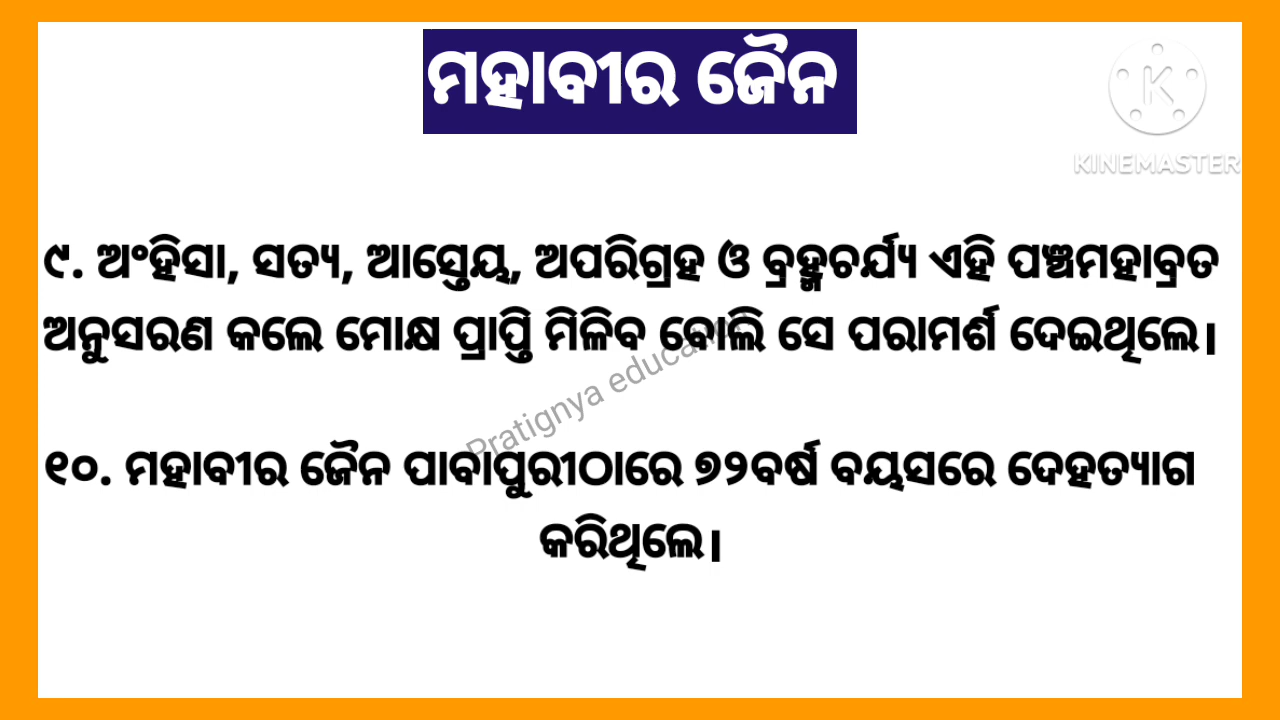 ମହାବୀର ଜୈନ
KINEMASTER
୯. ଅଂହିସା, ସତ୍ୟ, ଆସ୍ତେୟ, ଅପରିଗ୍ରହ ଓ ବ୍ରହ୍ମଚର୍ଯ୍ୟ ଏହି ପଞ୍ଚମହାବ୍ରତ
ଅନୁସରଣ କଲେ ମୋକ୍ଷ ପ୍ରାପ୍ତି ମିଳିବ ବୋଲି ସେ ପରାମର୍ଶ ଦେଇଥିଲେ।
Pratignya education
୧୦. ମହାବୀର ଜୈନ ପାବାପୁରୀଠାରେ ୭୨ବର୍ଷ ବୟସରେ ଦେହତ୍ୟାଗ
କରିଥିଲେ।